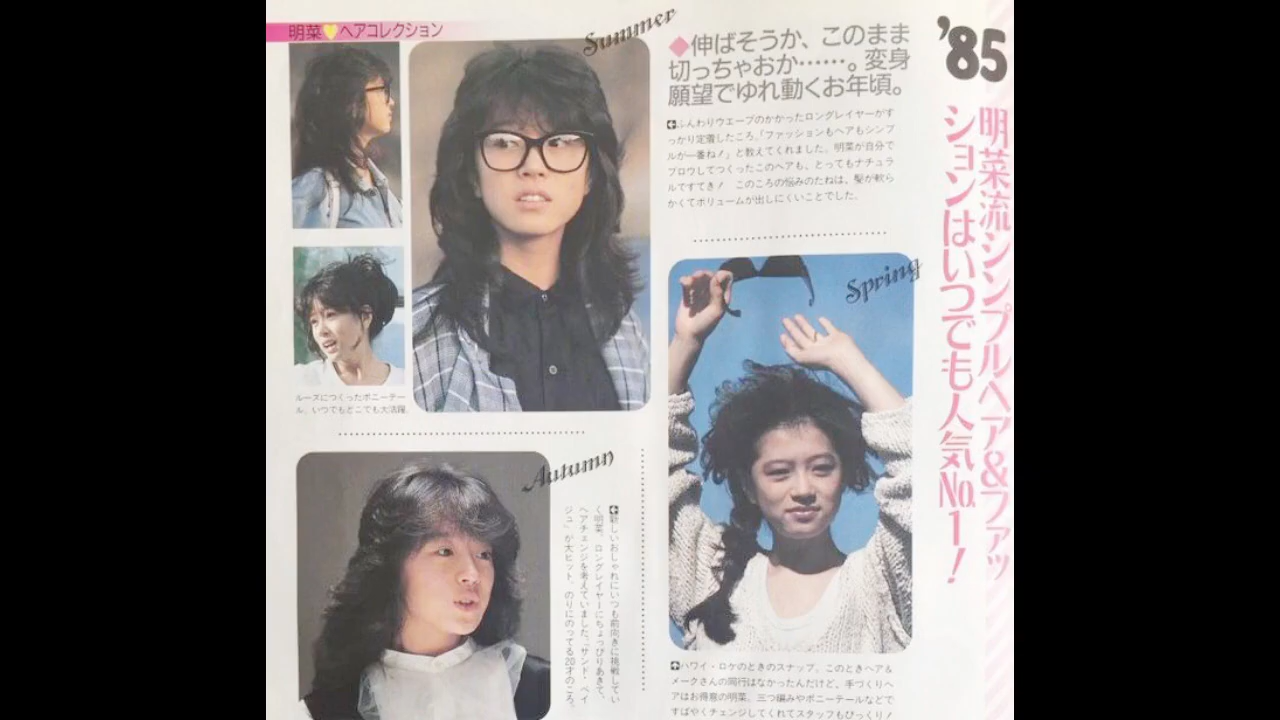 明菜💛ヘアコレクション
'85
明菜流シンプルヘア&ファッ
ションはいつでも人気No.1!
Summer
◆伸ばそうか、このまま
切っちゃおか……。変身
願望でゆれ動くお年頃。
ふんわりウエーブのかかったロングレイヤーがす
っかり定着したころ。「ファッションもヘアもシンプ
ルが一番ね!」と教えてくれました。明菜が自分で
ブロウしてつくったこのヘアも、とってもナチュラ
ルですてき! このころの悩みのたねは、髪が軟ら
かくてボリュームが出しにくいことでした。
ルーズにつくったポニーテー
ル。いつでもどこでも大活躍。
Spring
ハワイ・ロケのときのスナップ。このときヘア&
メークさんの同行はなかったんだけど、手づくりヘ
アはお得意の明菜。三つ編みやポニーテールなどで
すばやくチェンジしてくれてスタッフもびっくり!
Autumn
新しいおしゃれにいつも前向きに挑戦してい
く明菜。ロングレイヤーにちょっぴりあきて、
ヘアチェンジを考えていました。「サンド・ベイ
ジュ」が大ヒット、のりにのってる20才のころ。